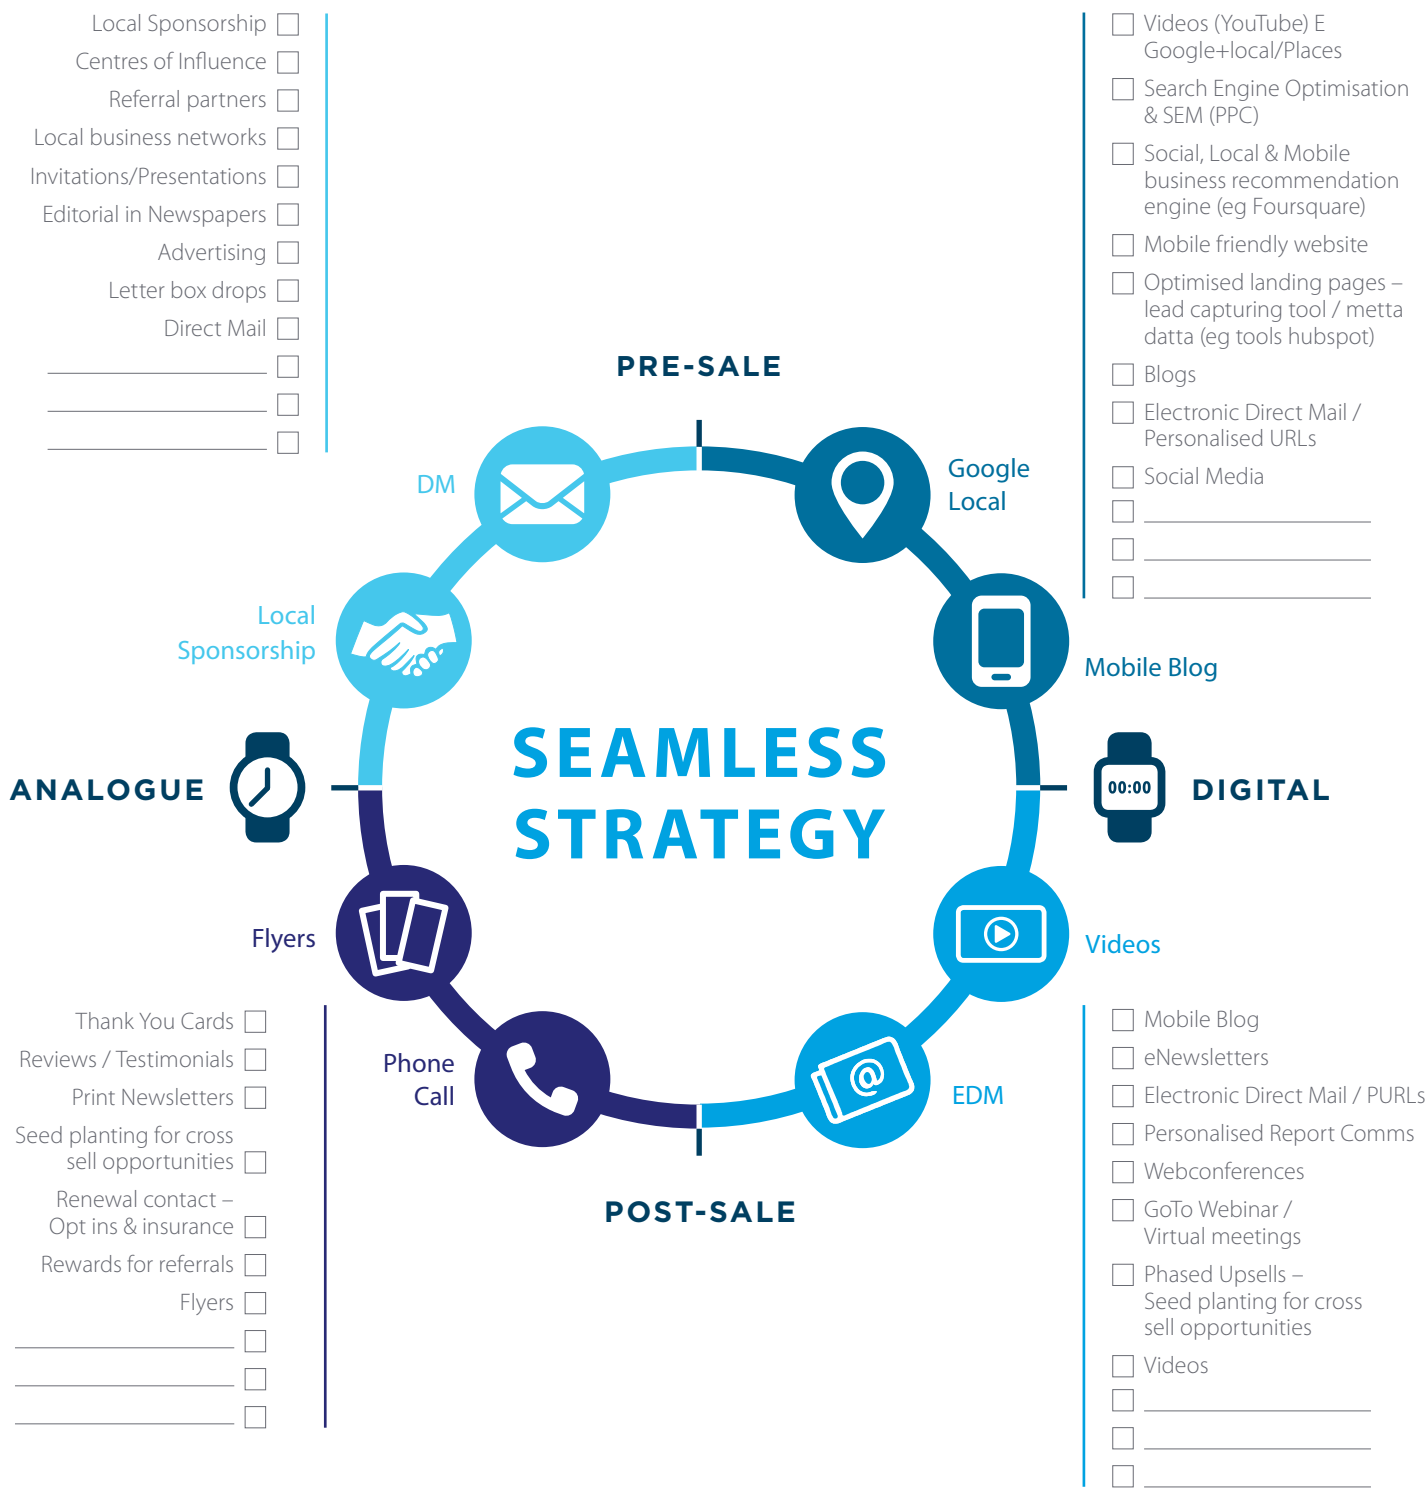 Local Sponsorship
Centres of Influence
Referral partners
Local business networks
Invitations/Presentations
Editorial in Newspapers
Advertising
Letter box drops
Direct Mail
Videos (YouTube) E
Google+local/Places
Search Engine Optimisation
& SEM (PPC)
Social, Local & Mobile
business recommendation
engine (eg Foursquare)
Mobile friendly website
Optimised landing pages –
lead capturing tool / metta
datta (eg tools hubspot)
Blogs
Electronic Direct Mail /
Personalised URLs
Social Media
PRE-SALE
DM
Google
Local
Local
Sponsorship
Mobile Blog
SEAMLESS
STRATEGY
ANALOGUE
00:00
DIGITAL
Flyers
Videos
Phone
Call
@
EDM
POST-SALE
Thank You Cards
Reviews / Testimonials
Print Newsletters
Seed planting for cross
sell opportunities
Renewal contact –
Opt ins & insurance
Rewards for referrals
Flyers
Mobile Blog
eNewsletters
Electronic Direct Mail / PURLs
Personalised Report Comms
Webconferences
GoTo Webinar /
Virtual meetings
Phased Upsells –
Seed planting for cross
sell opportunities
Videos